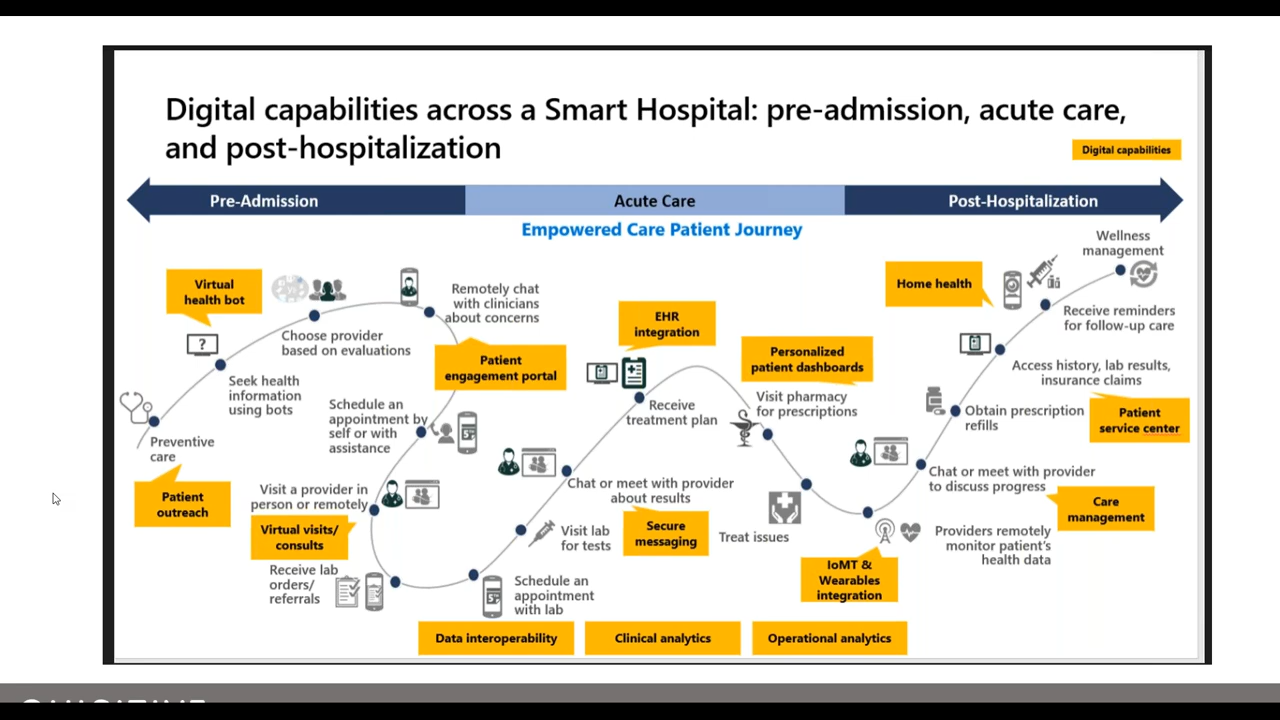 Digital capabilities across a Smart Hospital: pre-admission, acute care,
and post-hospitalization
Digital capabilities
Pre-Admission
Acute Care
Post-Hospitalization
Empowered Care Patient Journey
Virtual
health bot
?
Choose provider
based on evaluations
Remotely chat
with clinicians
about concerns
Patient
engagement portal
Seek health
information
using bots
Preventive
care
Patient
outreach
Schedule an
appointment by
self or with
assistance
Visit a provider in
person or remotely
Virtual visits/
consults
Receive lab
orders/
referrals
Schedule an
appointment
with lab
Visit lab
for tests
Chat or meet with provider
about results
Secure
messaging
EHR
integration
Receive
treatment plan
Personalized
patient dashboards
Visit pharmacy
for prescriptions
Treat issues
IoMT &
Wearables
integration
Providers remotely
monitor patient's
health data
Chat or meet with provider
to discuss progress
Care
management
Obtain prescription
refills
Patient
service center
Access history, lab results,
insurance claims
Home health
Receive reminders
for follow-up care
Wellness
management
Data interoperability
Clinical analytics
Operational analytics